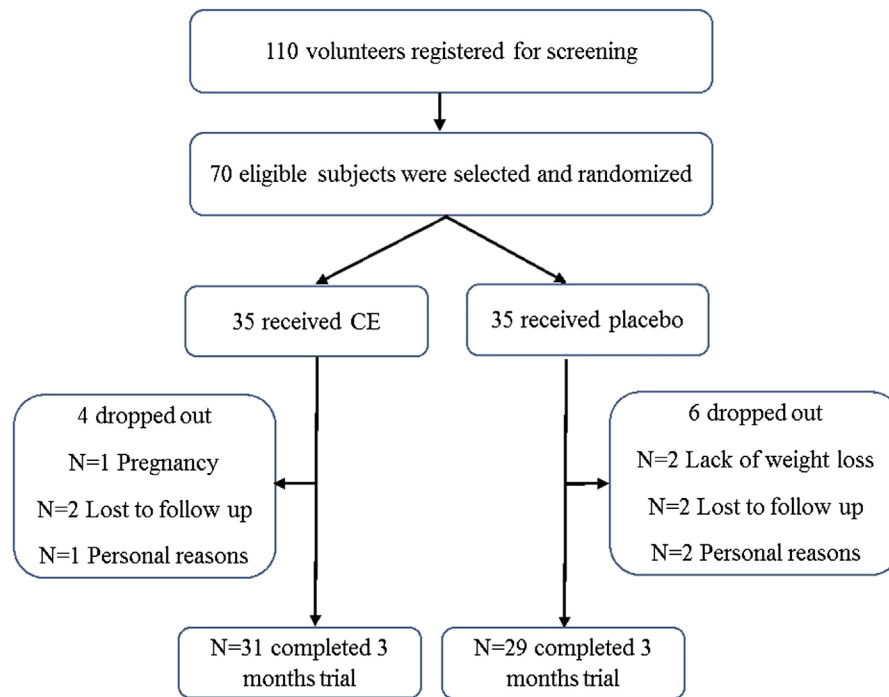 110 volunteers registered for screening
70 eligible subjects were selected and randomized
35 received CE
35 received placebo
4 dropped out
N=1 Pregnancy
N=2 Lost to follow up
N=1 Personal reasons
6 dropped out
N=2 Lack of weight loss
N=2 Lost to follow up
N=2 Personal reasons
N=31 completed 3
months trial
N=29 completed 3
months trial